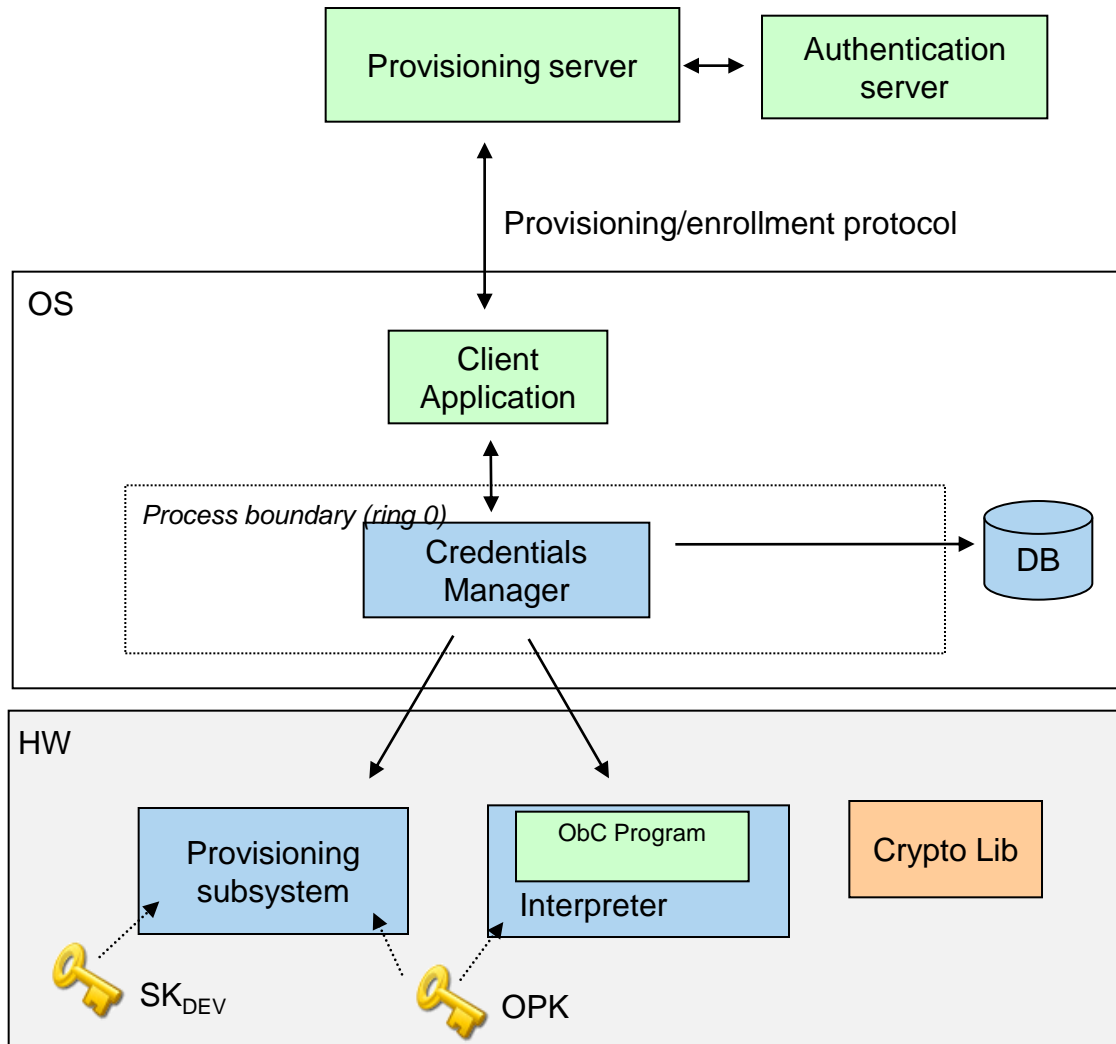 Provisioning server
Authentication
server
Provisioning/enrollment protocol
OS
Client
Application
Process boundary (ring 0)
Credentials
Manager
DB
HW
Provisioning
subsystem
ObC Program
Interpreter
Crypto Lib
SKDEV
OPK